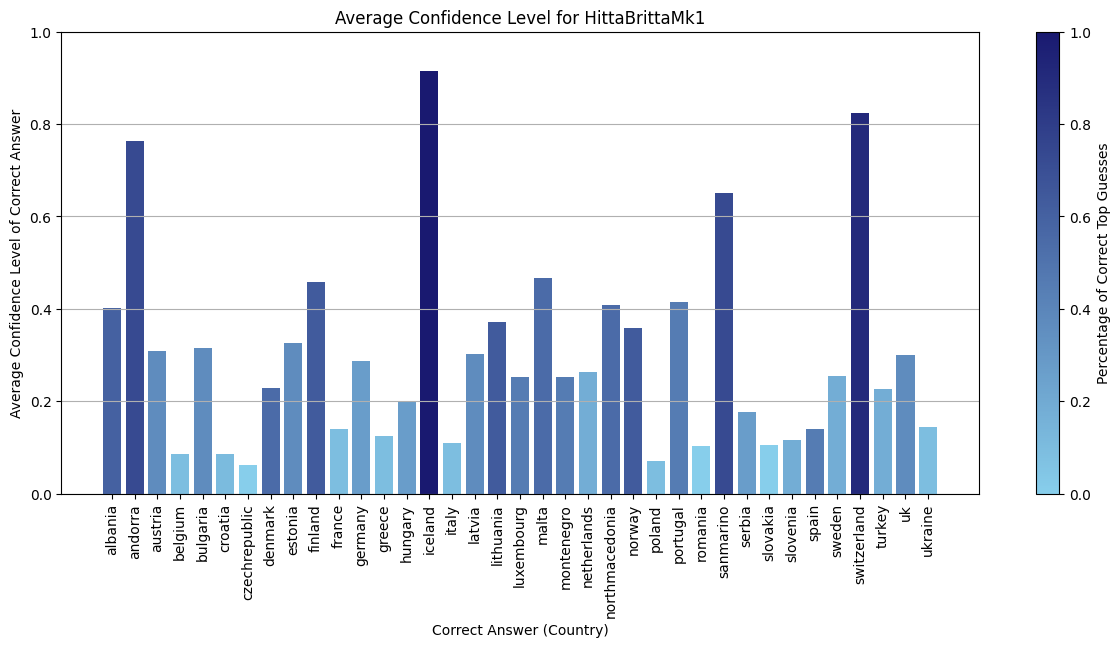 Average Confidence Level for HittaBrittaMk1
Average Confidence Level of Correct Answer
1.0
0.8
0.6
0.4
0.2
0.0
albania
andorra
austria
belgium
bulgaria
croatia
czechrepublic
denmark
estonia
finland
france
germany
greece
hungary
iceland
italy
latvia
lithuania
luxembourg
malta
montenegro
netherlands
northmacedonia
norway
poland
portugal
romania
sanmarino
serbia
slovakia
slovenia
spain
sweden
switzerland
turkey
uk
ukraine
Correct Answer (Country)
1.0
0.8
0.6
0.4
0.2
0.0
Percentage of Correct Top Guesses